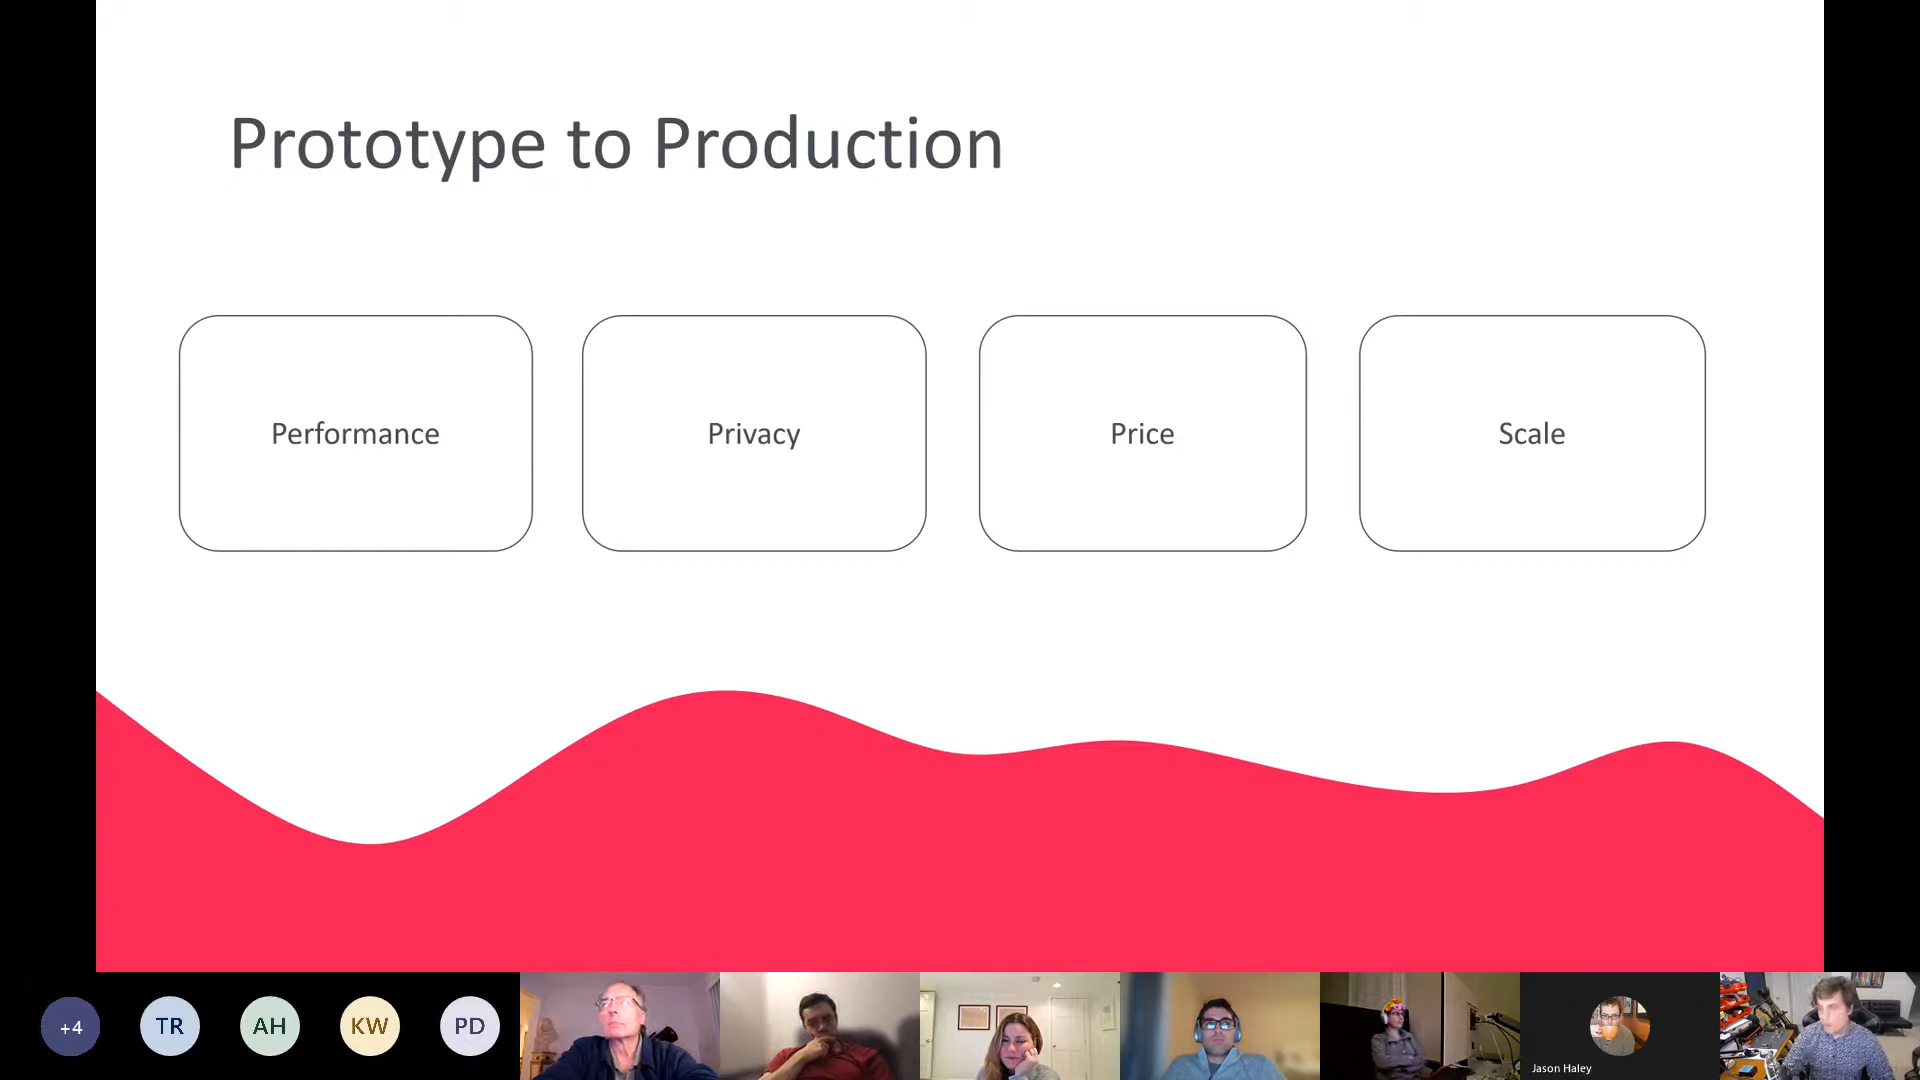 Prototype to Production
Performance
Privacy
Price
Scale
+4
TR
AH
KW
PD
Jason Haley